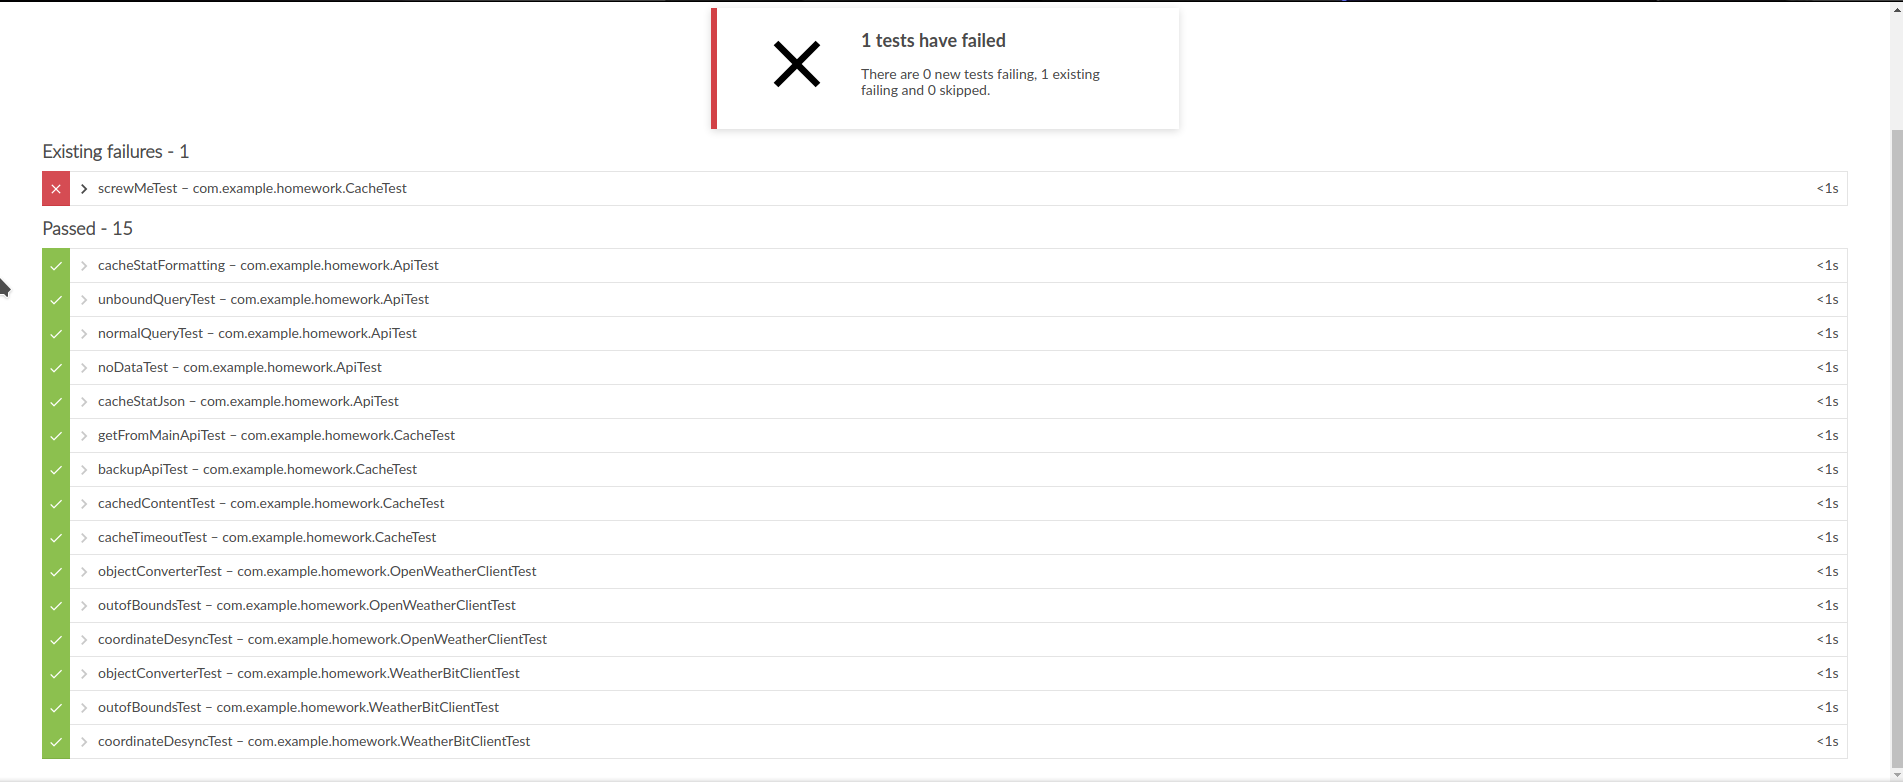 1 tests have failed
There are 0 new tests failing, 1 existing
failing and 0 skipped.
Existing failures - 1
screwMeTest – com.example.homework.CacheTest <1s
Passed - 15
cacheStatFormatting – com.example.homework.ApiTest <1s
unboundQueryTest – com.example.homework.ApiTest <1s
normalQueryTest – com.example.homework.ApiTest <1s
noDataTest – com.example.homework.ApiTest <1s
cacheStatJson – com.example.homework.ApiTest <1s
getFromMainApiTest – com.example.homework.CacheTest <1s
backupApiTest – com.example.homework.CacheTest <1s
cachedContentTest – com.example.homework.CacheTest <1s
cacheTimeoutTest – com.example.homework.CacheTest <1s
objectConverterTest – com.example.homework.OpenWeatherClientTest <1s
outofBoundsTest – com.example.homework.OpenWeatherClientTest <1s
coordinateDesyncTest – com.example.homework.OpenWeatherClientTest <1s
objectConverterTest – com.example.homework.WeatherBitClientTest <1s
outofBoundsTest – com.example.homework.WeatherBitClientTest <1s
coordinateDesyncTest – com.example.homework.WeatherBitClientTest <1s